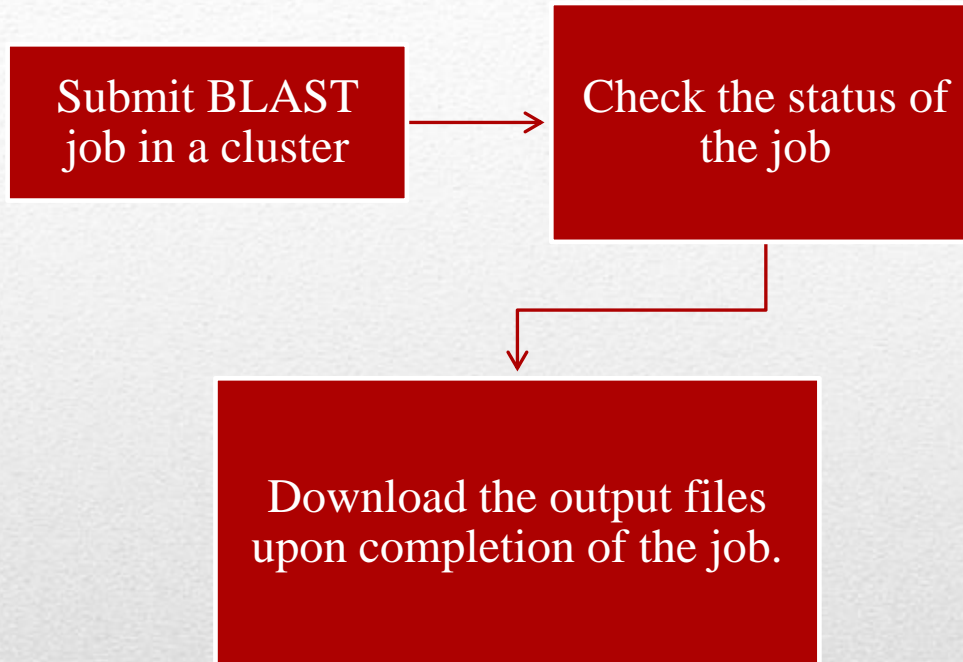 Submit BLAST
job in a cluster
Check the status of
the job
Download the output files
upon completion of the job.